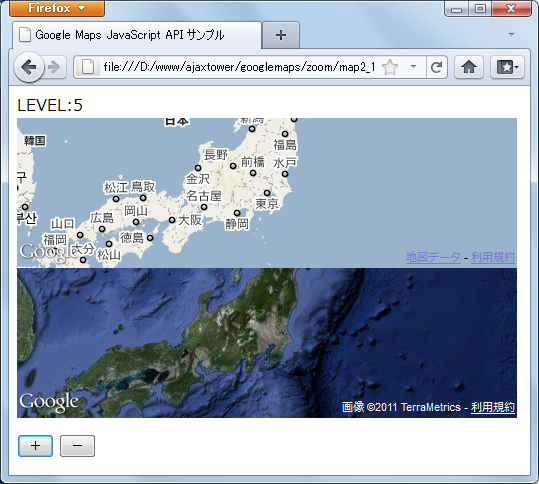 Firefox
Google Maps JavaScript API サンプル
file:///D:/www/ajaxtower/googlemaps/zoom/map2_1
LEVEL:5
日本
新潟
韓国
福島
長野
前橋
水戸
金沢
松江
鳥取
名古屋
東京
부산
山口
広島
岡山
大阪
静岡
福岡
大分
徳島
松山
Google
地図データ - 利用規約
Google
画像 ©2011 TerraMetrics - 利用規約
+
-